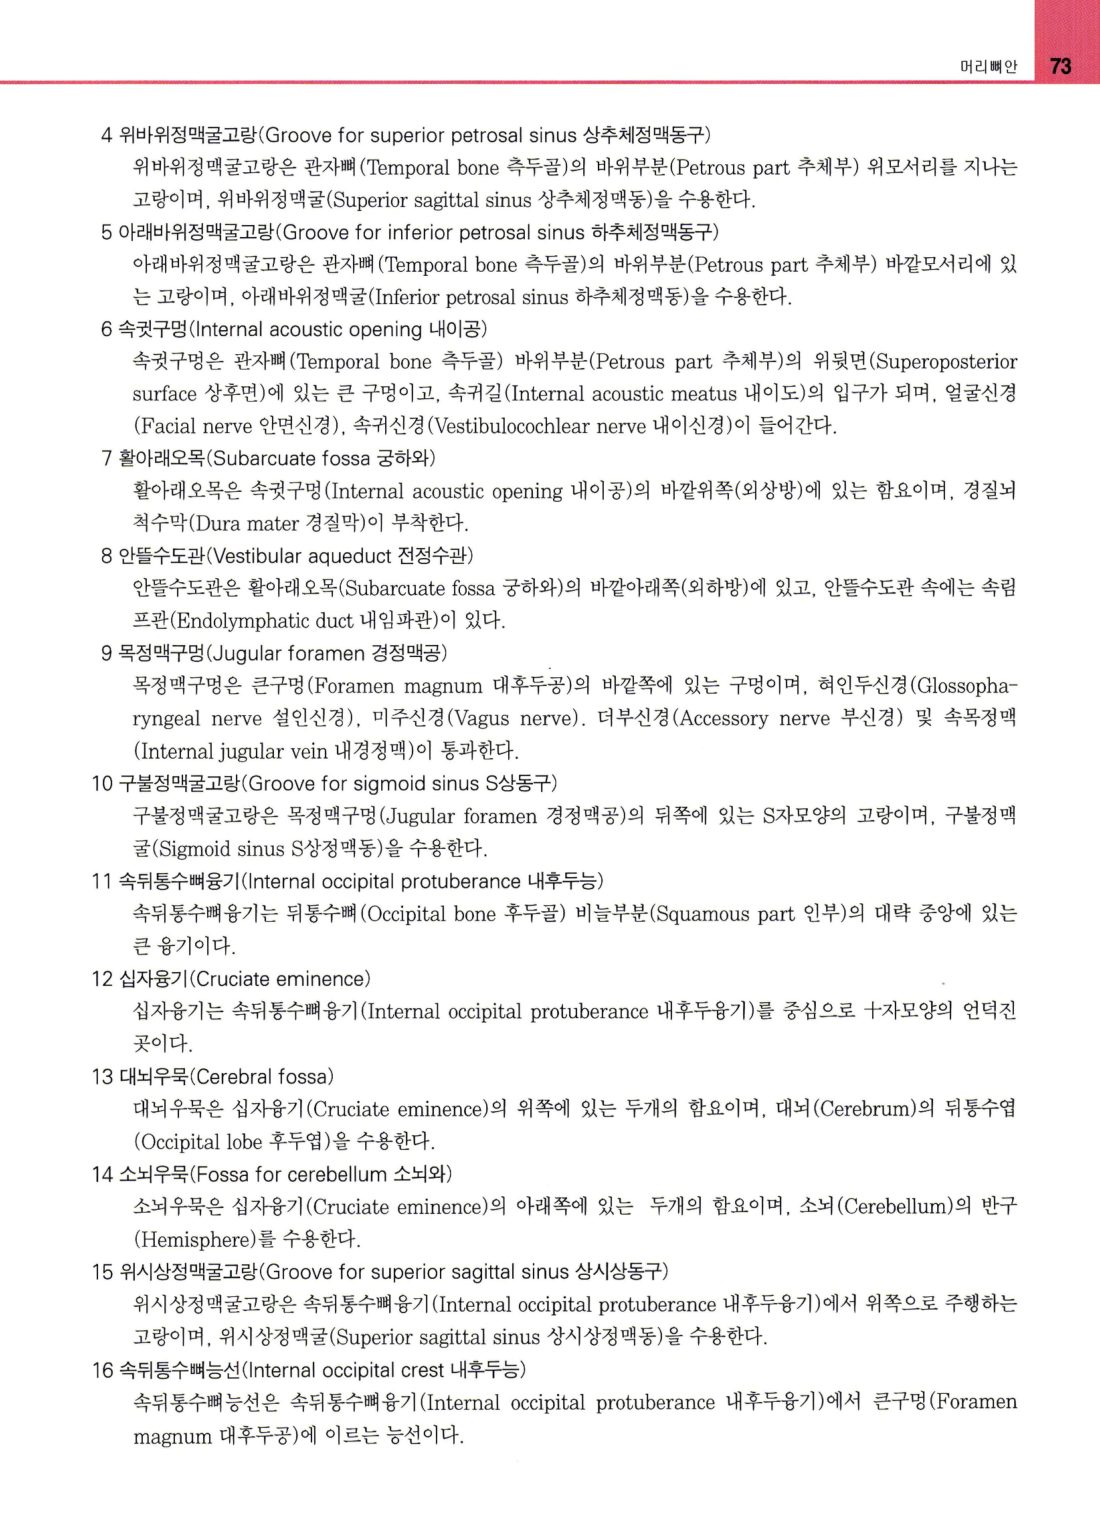 머리뼈안 73
4 위바위정맥굴고랑(Groove for superior petrosal sinus 상추체정맥동구)
위바위정맥굴고랑은 관자뼈(Temporal bone 측두골)의 바위부분(Petrous part 추체부) 위모서리를 지나는
고랑이며, 위바위정맥굴(Superior sagittal sinus 상추체정맥동)을 수용한다.
5 아래바위정맥굴고랑(Groove for inferior petrosal sinus 하추체정맥동구)
아래바위정맥굴고랑은 관자뼈(Temporal bone 측두골)의 바위부분(Petrous part 추체부) 바깥모서리에 있
는 고랑이며, 아래바위정맥굴(Inferior petrosal sinus 하추체정맥동)을 수용한다.
6 속귓구멍(Internal acoustic opening 내이공)
속귓구멍은 관자뼈(Temporal bone 측두골) 바위부분(Petrous part 추체부)의 위뒷면(Superoposterior
surface 상후면)에 있는 큰 구멍이고, 속귀길(Internal acoustic meatus 내이도)의 입구가 되며, 얼굴신경
(Facial nerve 안면신경), 속귀신경(Vestibulocochlear nerve 내이신경)이 들어간다.
7 활아래오목(Subarcuate fossa 궁하와)
활아래오목은 속귓구멍(Internal acoustic opening 내이공)의 바깥위쪽(외상방)에 있는 함요이며, 경질뇌
척수막(Dura mater 경질막)이 부착한다.
8 안뜰수도관(Vestibular aqueduct 전정수관)
안뜰수도관은 활아래오목(Subarcuate fossa 궁하와)의 바깥아래쪽(외하방)에 있고, 안뜰수도관 속에는 속림
프관(Endolymphatic duct 내임파관)이 있다.
9 목정맥구멍(Jugular foramen 경정맥공)
목정맥구멍은 큰구멍(Foramen magnum 대후두공)의 바깥쪽에 있는 구멍이며, 혀인두신경(Glossopha-
ryngeal nerve 설인신경), 미주신경(Vagus nerve). 더부신경(Accessory nerve 부신경) 및 속목정맥
(Internal jugular vein 내경정맥)이 통과한다.
10 구불정맥굴고랑(Groove for sigmoid sinus S상동구)
구불정맥굴고랑은 목정맥구멍(Jugular foramen 경정맥공)의 뒤쪽에 있는 S자모양의 고랑이며, 구불정맥
굴(Sigmoid sinus S상정맥동)을 수용한다.
11 속뒤통수뼈융기(Internal occipital protuberance 내후두능)
속뒤통수뼈융기는 뒤통수뼈(Occipital bone 후두골) 비늘부분(Squamous part 인부)의 대략 중앙에 있는
큰 융기이다.
12 십자융기(Cruciate eminence)
십자융기는 속뒤통수뼈융기(Internal occipital protuberance 내후두융기)를 중심으로 十자모양의 언덕진
곳이다.
13 대뇌우묵(Cerebral fossa)
대뇌우묵은 십자융기(Cruciate eminence)의 위쪽에 있는 두개의 함요이며, 대뇌(Cerebrum)의 뒤통수엽
(Occipital lobe 후두엽)을 수용한다.
14 소뇌우묵(Fossa for cerebellum 소뇌와)
소뇌우묵은 십자융기(Cruciate eminence)의 아래쪽에 있는 두개의 함요이며, 소뇌(Cerebellum)의 반구
(Hemisphere)를 수용한다.
15 위시상정맥굴고랑(Groove for superior sagittal sinus 상시상동구)
위시상정맥굴고랑은 속뒤통수뼈융기(Internal occipital protuberance 내후두융기)에서 위쪽으로 주행하는
고랑이며, 위시상정맥굴(Superior sagittal sinus 상시상정맥동)을 수용한다.
16 속뒤통수뼈능선(Internal occipital crest 내후두능)
속뒤통수뼈능선은 속뒤통수뼈융기(Internal occipital protuberance 내후두융기)에서 큰구멍(Foramen
magnum 대후두공)에 이르는 능선이다.